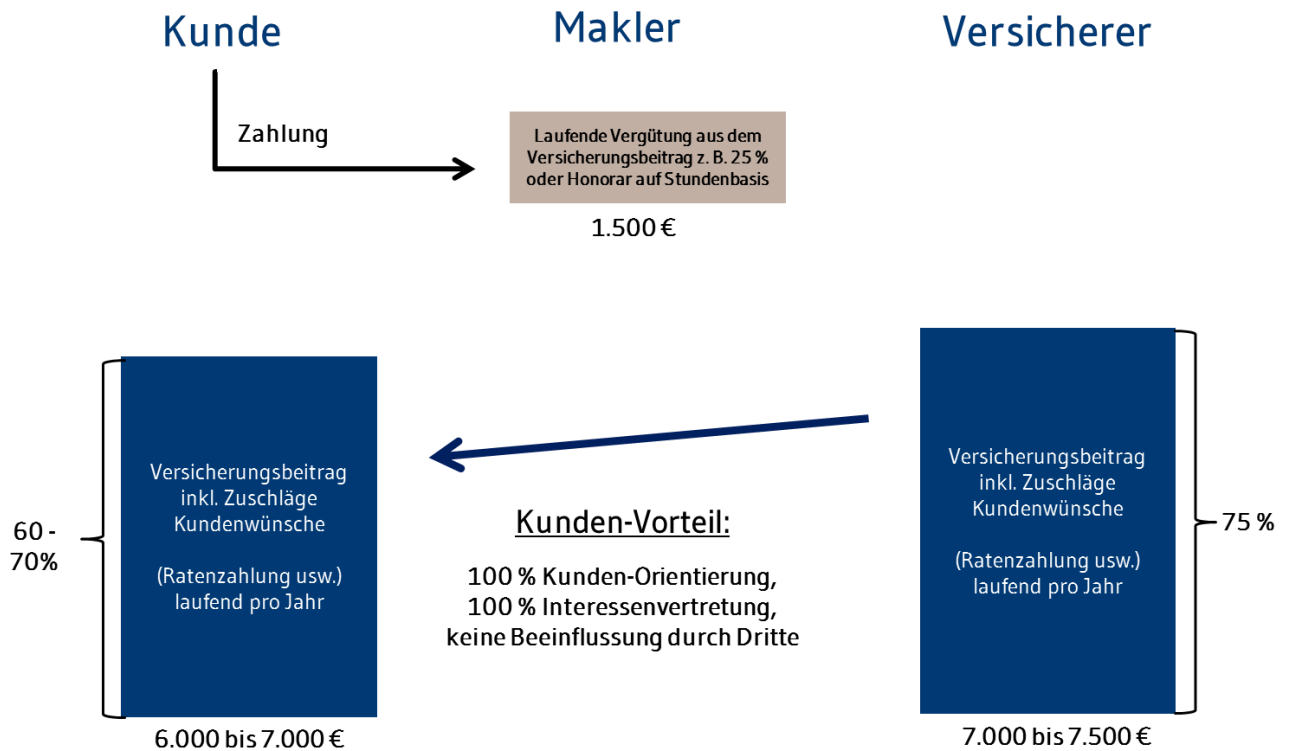 Kunde
Makler
Versicherer
Zahlung
Laufende Vergütung aus dem
Versicherungsbeitrag z. B. 25 %
oder Honorar auf Stundenbasis
1.500 €
60 -
70%
Versicherungsbeitrag
inkl. Zuschläge
Kundenwünsche
(Ratenzahlung usw.)
laufend pro Jahr
6.000 bis 7.000 €
Kunden-Vorteil:
100 % Kunden-Orientierung,
100 % Interessenvertretung,
keine Beeinflussung durch Dritte
Versicherungsbeitrag
inkl. Zuschläge
Kundenwünsche
(Ratenzahlung usw.)
laufend pro Jahr
75 %
7.000 bis 7.500 €